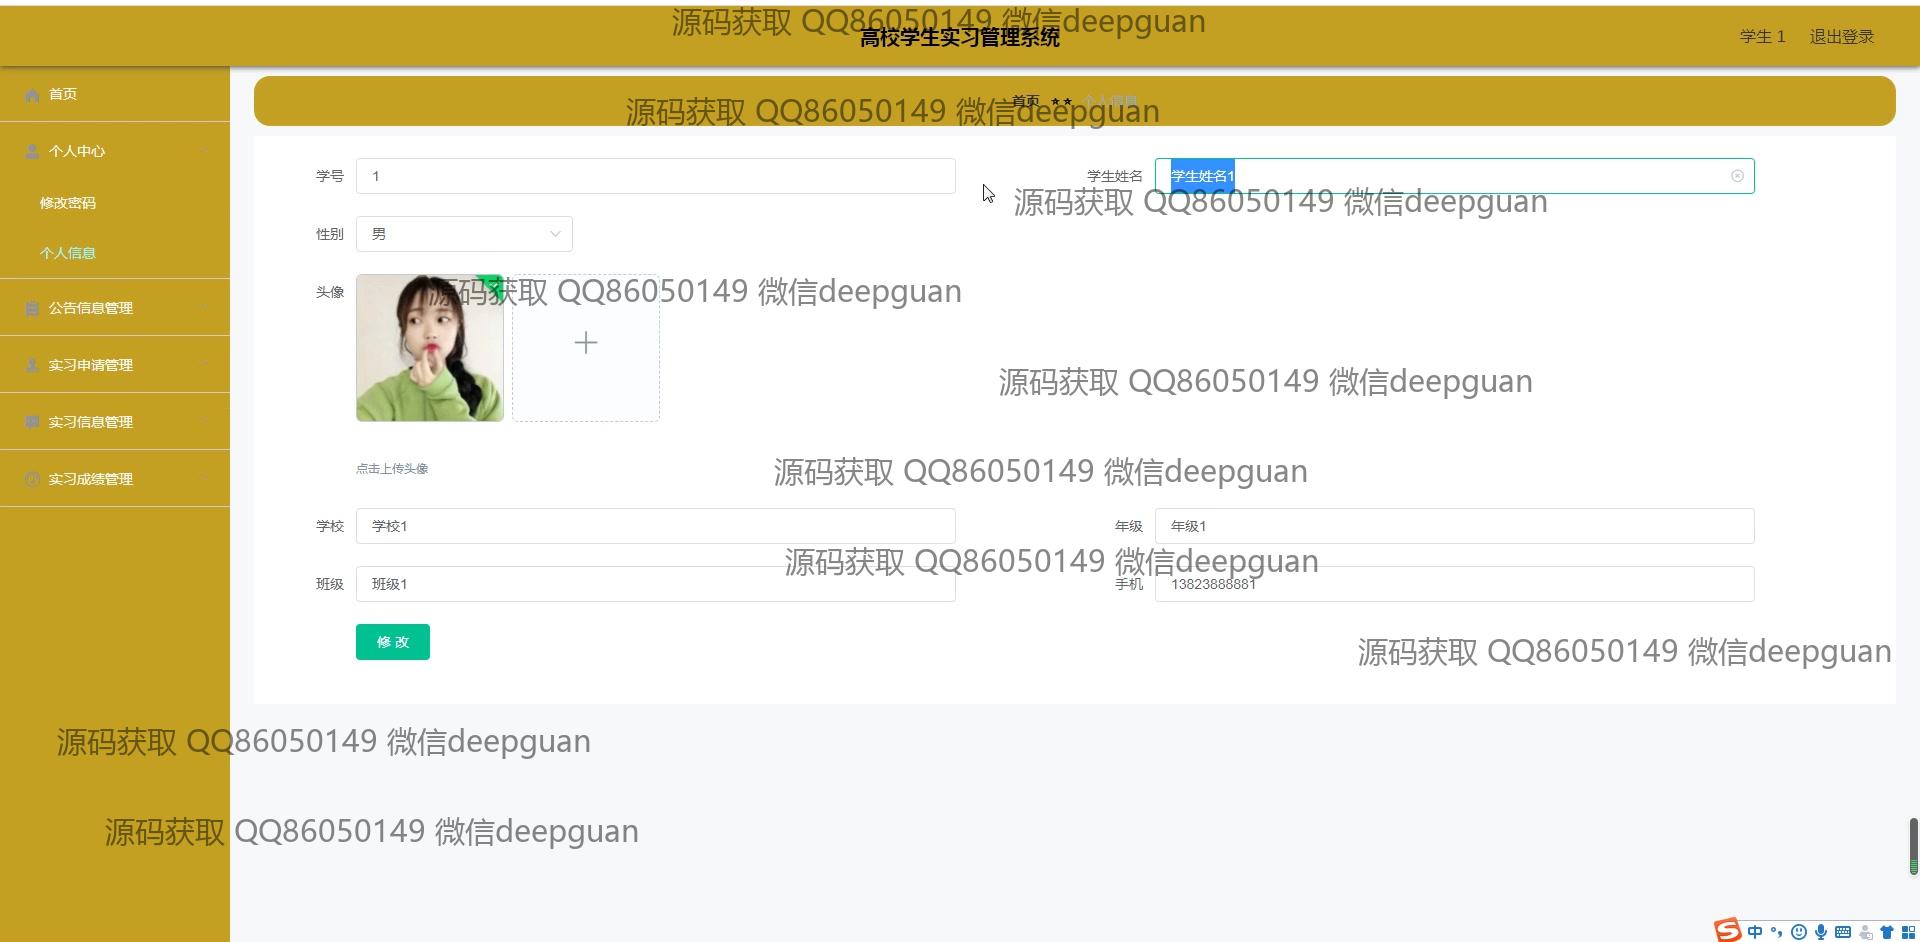 源码获取 QQ86050149 微信deepguan
高校学生实习管理系统
学生 1 退出登录
首页
源码获取 QQ86050149 微信deepguan
首页 ★★ 个人信息
个人中心
学号 1
学生姓名 学生姓名1
修改密码
源码获取 QQ86050149 微信deepguan
性别 男
个人信息
头像
源码获取 QQ86050149 微信deepguan
公告信息管理
实习申请管理
源码获取 QQ86050149 微信deepguan
实习信息管理
点击上传头像
源码获取 QQ86050149 微信deepguan
实习成绩管理
学校 学校1
年级 年级1
源码获取 QQ86050149 微信deepguan
班级 班级1
手机 13823888881
修 改
源码获取 QQ86050149 微信deepguan
源码获取 QQ86050149 微信deepguan
源码获取 QQ86050149 微信deepguan
S 中